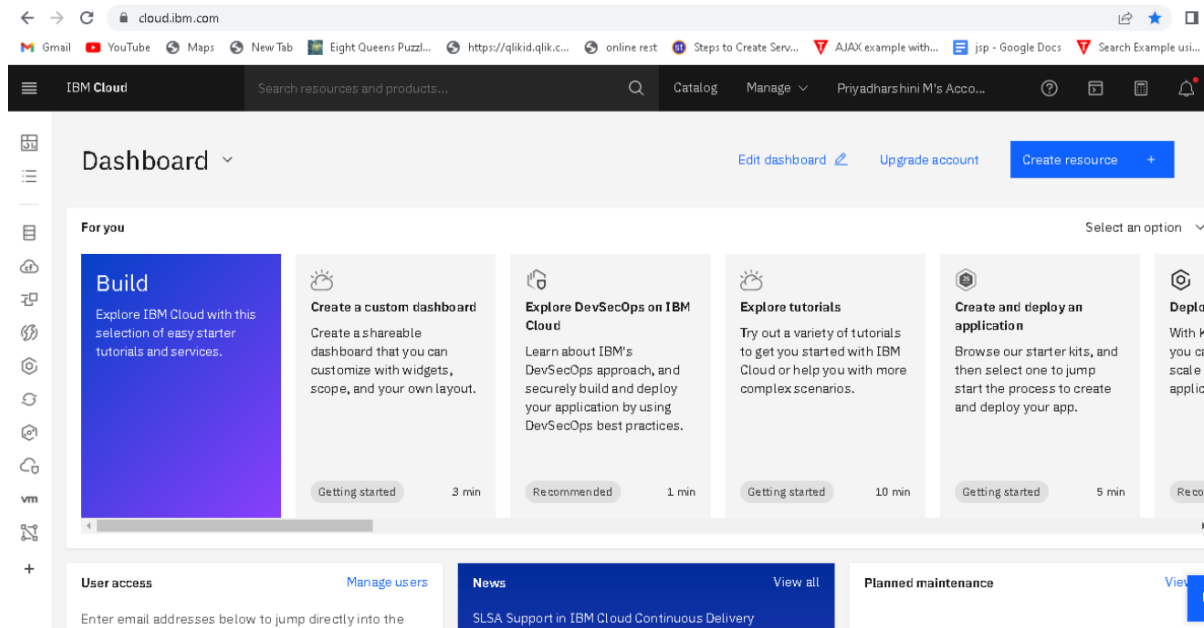 cloud.ibm.com
Gmail YouTube Maps New Tab Eight Queens Puzzl... https://qlikid.qlik.c... online rest Steps to Create Serv... AJAX example with... jsp - Google Docs Search Example usi...
IBM Cloud Search resources and products... Catalog Manage Priyadharshini M's Acco...
Dashboard Edit dashboard Upgrade account Create resource +
For you Select an option
Build
Explore IBM Cloud with this
selection of easy starter
tutorials and services.
Create a custom dashboard
Create a shareable
dashboard that you can
customize with widgets,
scope, and your own layout.
Getting started 3 min
Explore DevSecOps on IBM
Cloud
Learn about IBM's
DevSecOps approach, and
securely build and deploy
your application by using
DevSecOps best practices.
Recommended 1 min
Explore tutorials
Try out a variety of tutorials
to get you started with IBM
Cloud or help you with more
complex scenarios.
Getting started 10 min
Create and deploy an
application
Browse our starter kits, and
then select one to jump
start the process to create
and deploy your app.
Getting started 5 min
Deplo
With K
you ca
scale
applic
Reco
vm
User access Manage users
Enter email addresses below to jump directly into the
News View all
SLSA Support in IBM Cloud Continuous Delivery
Planned maintenance Vie